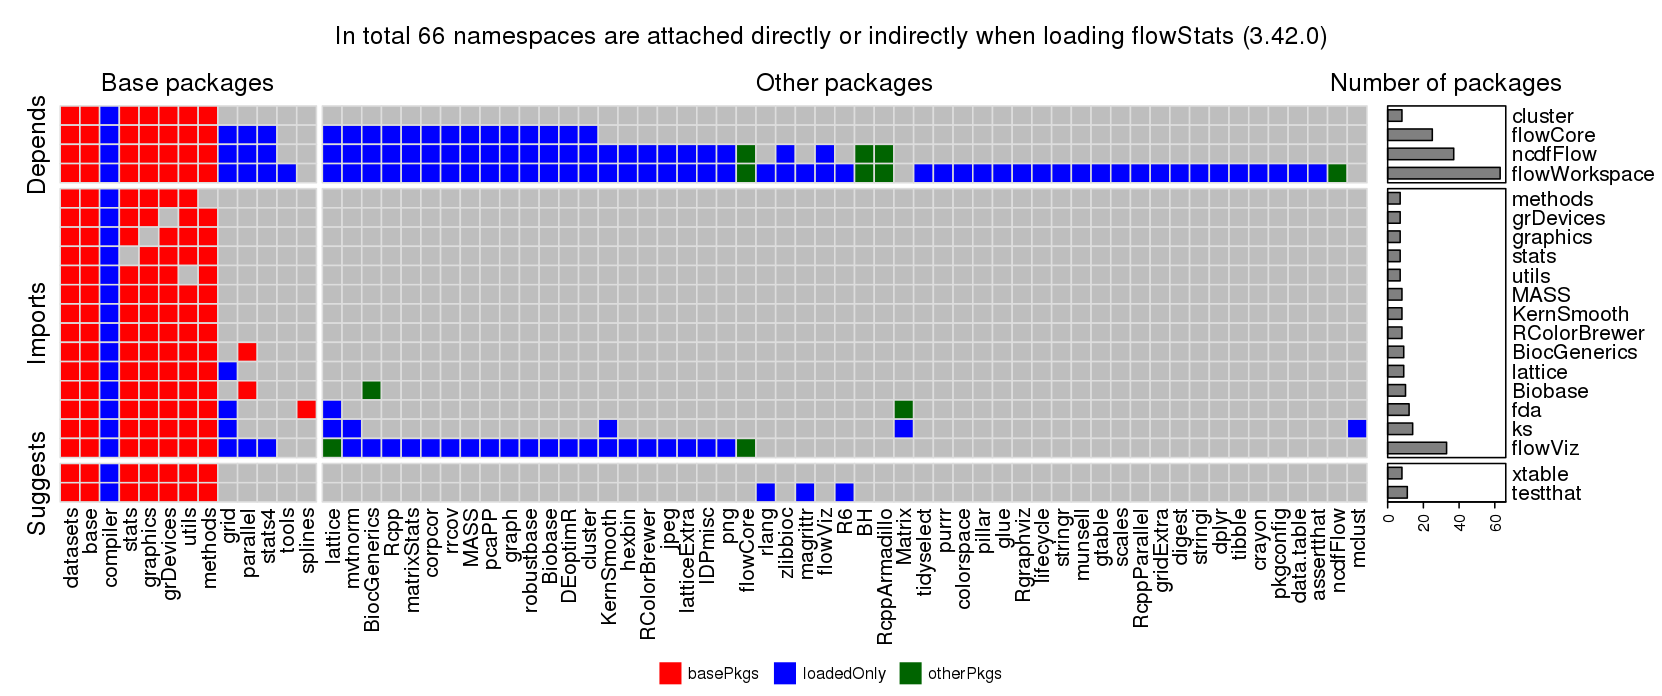 In total 66 namespaces are attached directly or indirectly when loading flowStats (3.42.0)
Base packages
Other packages
Number of packages
Depends
cluster
flowCore
ncdfFlow
flowWorkspace
Imports
methods
grDevices
graphics
stats
utils
MASS
KernSmooth
RColorBrewer
BiocGenerics
lattice
Biobase
fda
ks
flowViz
Suggests
xtable
testthat
0
20
40
60
datasets
base
compiler
stats
graphics
grDevices
utils
methods
grid
parallel
stats4
tools
splines
lattice
mvtnorm
BiocGenerics
Rcpp
matrixStats
corpcor
rrcov
MASS
pcaPP
graph
robustbase
Biobase
DEoptimR
cluster
KernSmooth
hexbin
RColorBrewer
jpeg
latticeExtra
IDPmisc
png
flowCore
rlang
zlibbioc
magrittr
flowViz
R6
BH
RcppArmadillo
Matrix
tidyselect
purrr
colorspace
pillar
glue
Rgraphviz
lifecycle
stringr
munsell
gtable
scales
RcppParallel
gridExtra
digest
stringi
dplyr
tibble
crayon
pkgconfig
data.table
assertthat
ncdfFlow
mclust
basePkgs
loadedOnly
otherPkgs